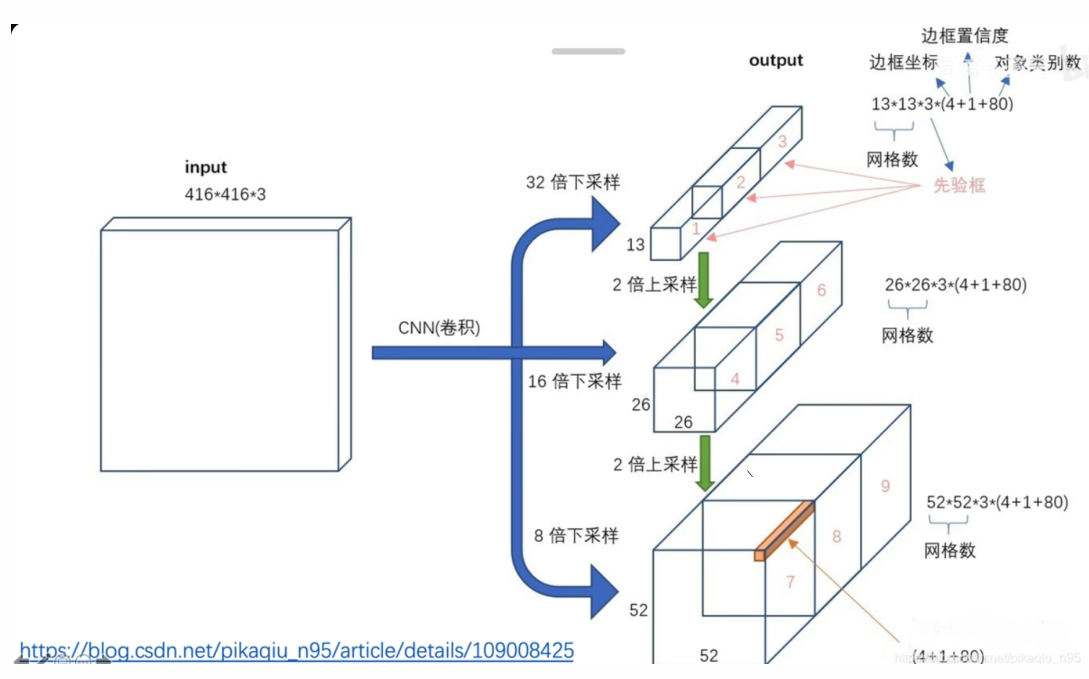 边框置信度
边框坐标
对象类别数
output
13*13*3*(4+1+80)
网格数
先验框
input
416*416*3
32 倍下采样
3
2
1
13
2 倍上采样
26*26*3*(4+1+80)
网格数
6
5
4
CNN(卷积)
16 倍下采样
26
26
2 倍上采样
9
8
7
52*52*3*(4+1+80)
网格数
8 倍下采样
52
52
(4+1+80)
https://blog.csdn.net/pikaqiu_n95/article/details/109008425